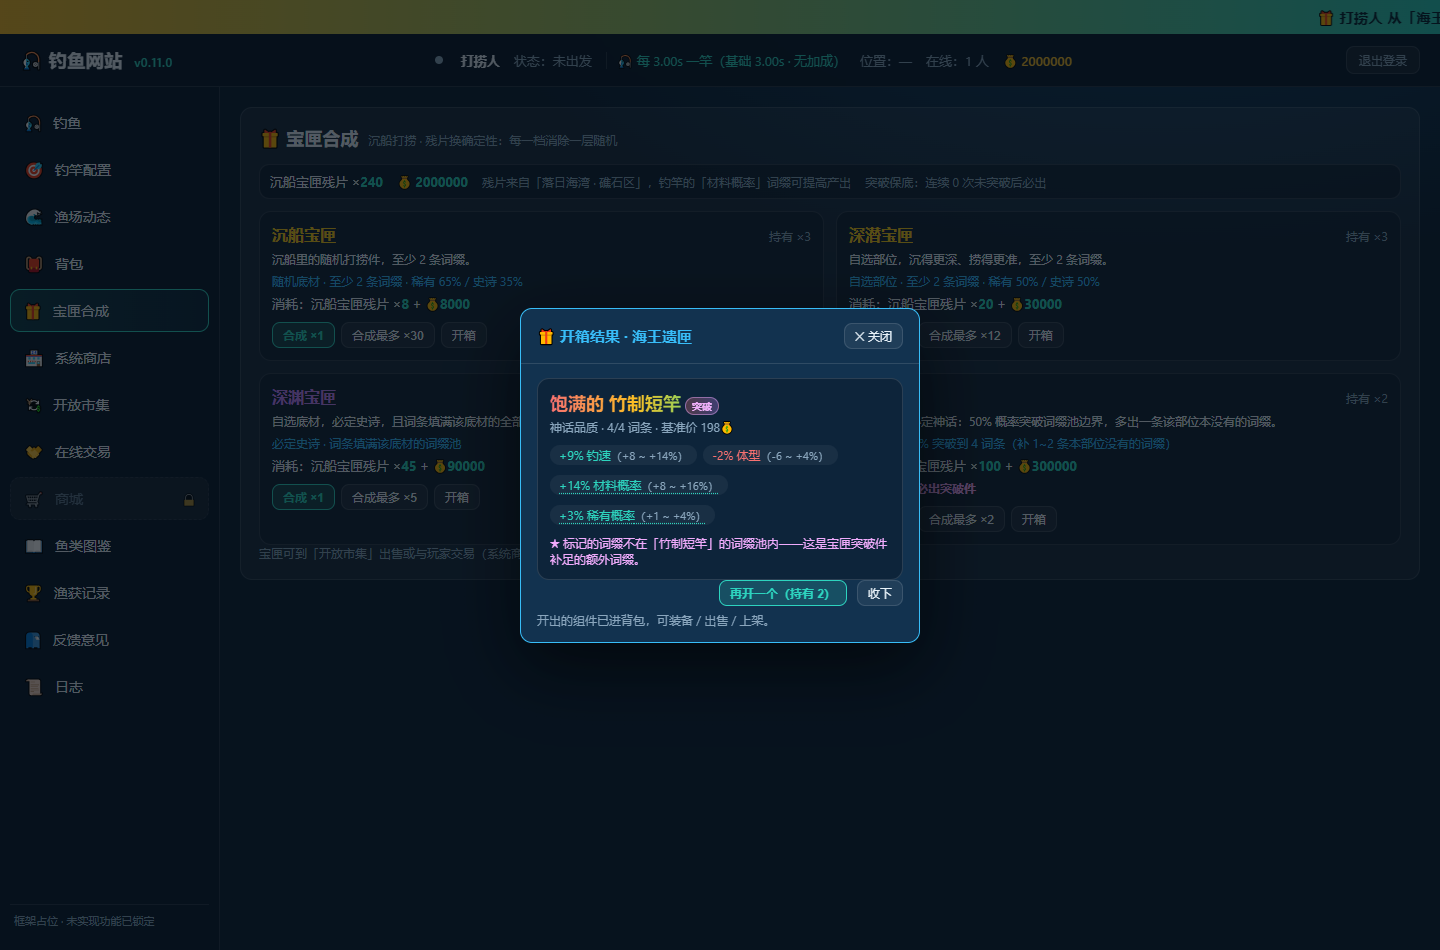 打捞人 从「海王
钓鱼网站 v0.11.0
打捞人 状态：未出发 每 3.00s 一竿（基础 3.00s · 无加成） 位置：— 在线：1 人 2000000
退出登录
钓鱼
钓竿配置
渔场动态
背包
宝匣合成
系统商店
开放市集
在线交易
商城
鱼类图鉴
渔获记录
反馈意见
日志
框架占位 · 未实现功能已锁定
宝匣合成 沉船打捞 · 残片换确定性：每一档消除一层随机
沉船宝匣残片 ×240 2000000 残片来自「落日海湾 · 礁石区」，钓竿的「材料概率」词缀可提高产出 突破保底：连续 0 次未突破后必出
沉船宝匣 持有 ×3
沉船里的随机打捞件，至少 2 条词缀。
随机底材 · 至少 2 条词缀 · 稀有 65% / 史诗 35%
消耗：沉船宝匣残片 ×8 + 8000
合成 ×1 合成最多 ×30 开箱
深潜宝匣 持有 ×3
自选部位，沉得更深、捞得更准，至少 2 条词缀。
自选部位 · 至少 2 条词缀 · 稀有 50% / 史诗 50%
消耗：沉船宝匣残片 ×20 + 30000
合成最多 ×12 开箱
深渊宝匣
自选底材，必定史诗，且词条填满该底材的全部
必定史诗 · 词条填满该底材的词缀池
消耗：沉船宝匣残片 ×45 + 90000
合成 ×1 合成最多 ×5 开箱
持有 ×2
定神话：50% 概率突破词缀池边界，多出一条该部位本没有的词缀。
% 突破到 4 词条（补 1~2 条本部位没有的词缀）
匣残片 ×100 + 300000
必出突破件
合成最多 ×2 开箱
宝匣可到「开放市集」出售或与玩家交易（系统商
开箱结果 · 海王遗匣
✕ 关闭
饱满的 竹制短竿 突破
神话品质 · 4/4 词条 · 基准价 198
+9% 钓速（+8 ~ +14%） -2% 体型（-6 ~ +4%）
+14% 材料概率（+8 ~ +16%）
+3% 稀有概率（+1 ~ +4%）
★ 标记的词缀不在「竹制短竿」的词缀池内——这是宝匣突破件
补足的额外词缀。
再开一个（持有 2） 收下
开出的组件已进背包，可装备 / 出售 / 上架。